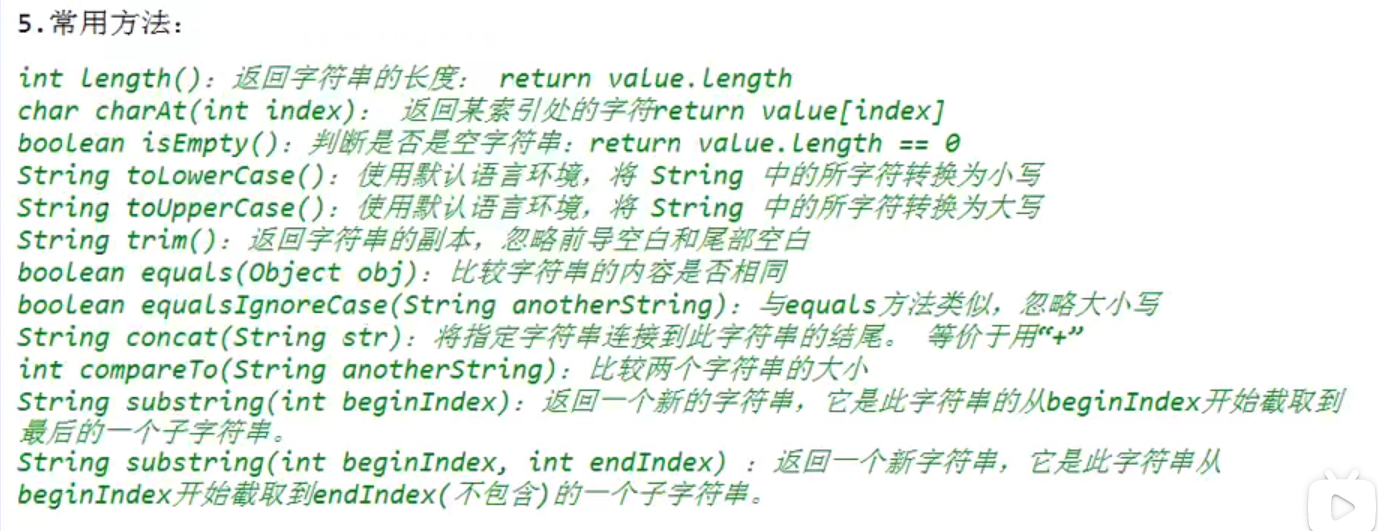 5.常用方法：
int length()：返回字符串的长度： return value.length
char charAt(int index)： 返回某索引处的字符return value[index]
boolean isEmpty()：判断是否是空字符串：return value.length == 0
String toLowerCase()：使用默认语言环境，将 String 中的所字符转换为小写
String toUpperCase()：使用默认语言环境，将 String 中的所字符转换为大写
String trim()：返回字符串的副本，忽略前导空白和尾部空白
boolean equals(Object obj)：比较字符串的内容是否相同
boolean equalsIgnoreCase(String anotherString)：与equals方法类似，忽略大小写
String concat(String str)：将指定字符串连接到此字符串的结尾。 等价于用“+”
int compareTo(String anotherString)：比较两个字符串的大小
String substring(int beginIndex)：返回一个新的字符串，它是此字符串的从beginIndex开始截取到
最后的一个子字符串。
String substring(int beginIndex, int endIndex) ：返回一个新字符串，它是此字符串从
beginIndex开始截取到endIndex(不包含)的一个子字符串。